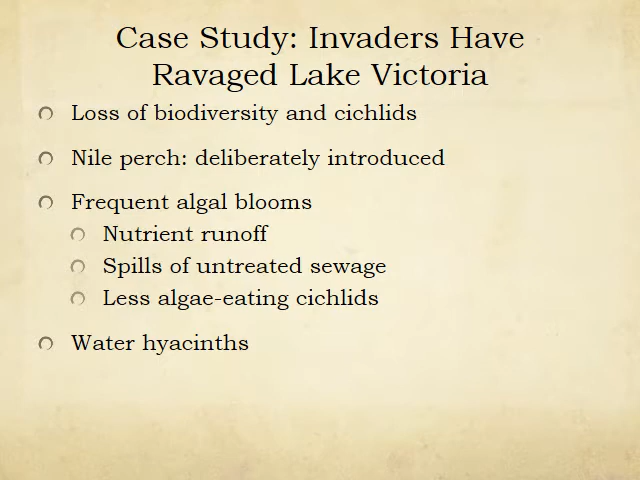 Case Study: Invaders Have
Ravaged Lake Victoria
Loss of biodiversity and cichlids
Nile perch: deliberately introduced
Frequent algal blooms
Nutrient runoff
Spills of untreated sewage
Less algae-eating cichlids
Water hyacinths